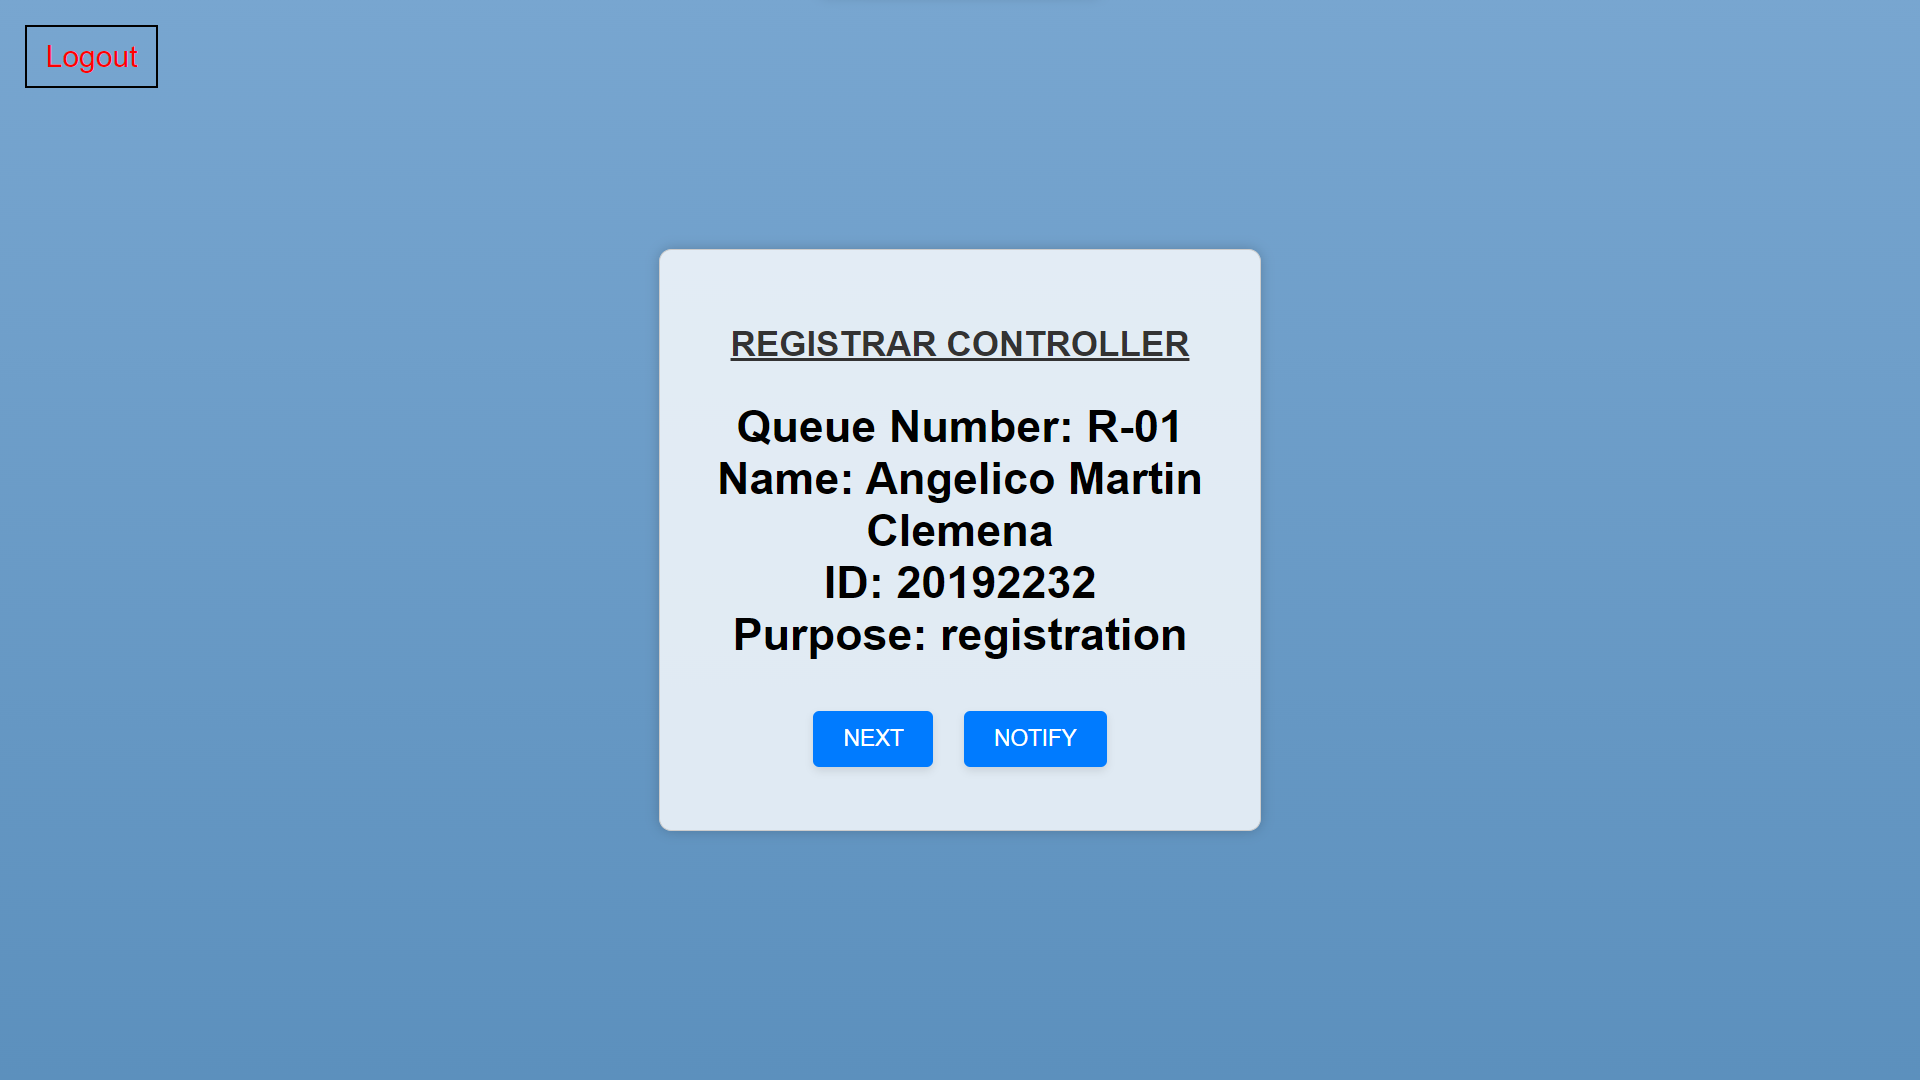 Logout
REGISTRAR CONTROLLER
Queue Number: R-01
Name: Angelico Martin
Clemena
ID: 20192232
Purpose: registration
NEXT
NOTIFY